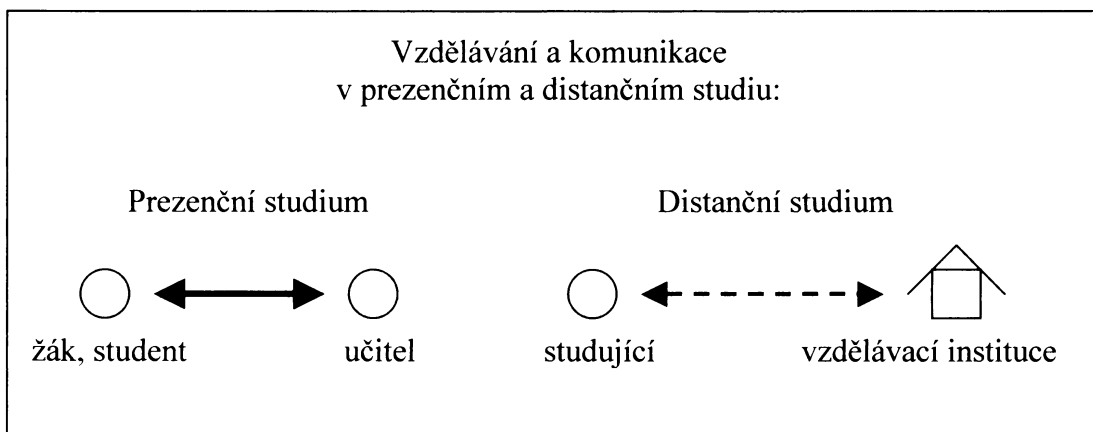 Vzdělávání a komunikace
v prezenčním a distančním studiu:
Prezenční studium
Distanční studium
žák, student
učitel
studující
vzdělávací instituce